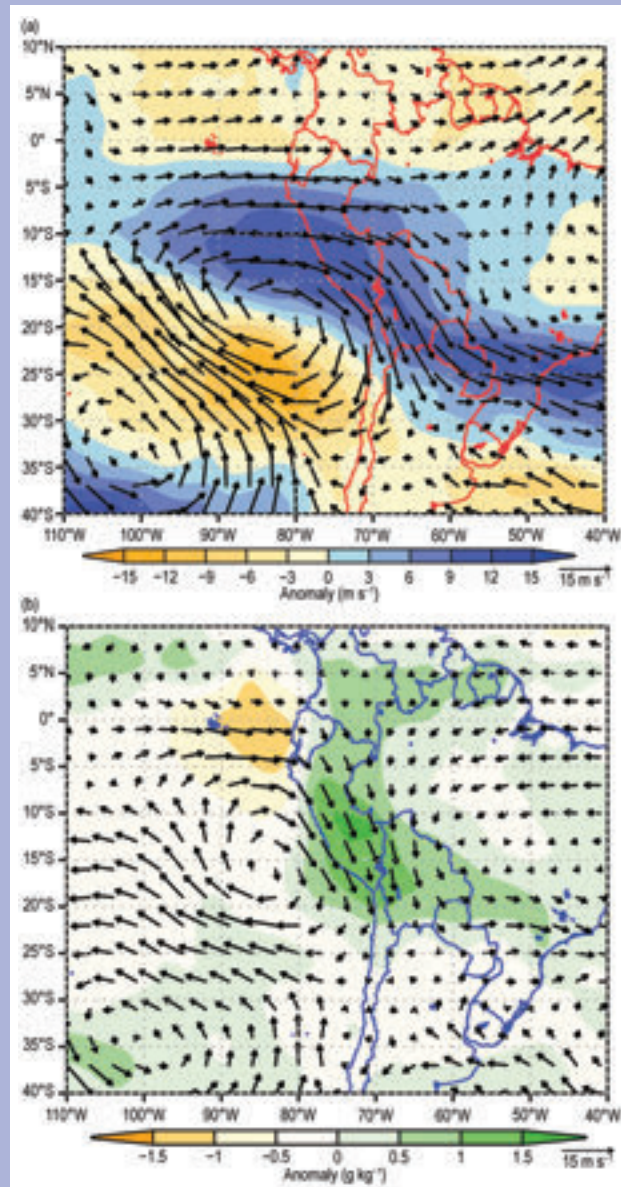 (a)
10°N
5°N
0°
5°S
10°S
15°S
20°S
25°S
30°S
35°S
40°S
110°W 100°W 90°W 80°W 70°W 60°W 50°W 40°W
−15 −12 −9 −6 −3 0 3 6 9 12 15
15 m s⁻¹
Anomaly (m s⁻¹)
(b)
10°N
5°N
0°
5°S
10°S
15°S
20°S
25°S
30°S
35°S
40°S
110°W 100°W 90°W 80°W 70°W 60°W 50°W 40°W
−1.5 −1 −0.5 0 0.5 1 1.5
15 m s⁻¹
Anomaly (g kg⁻¹)